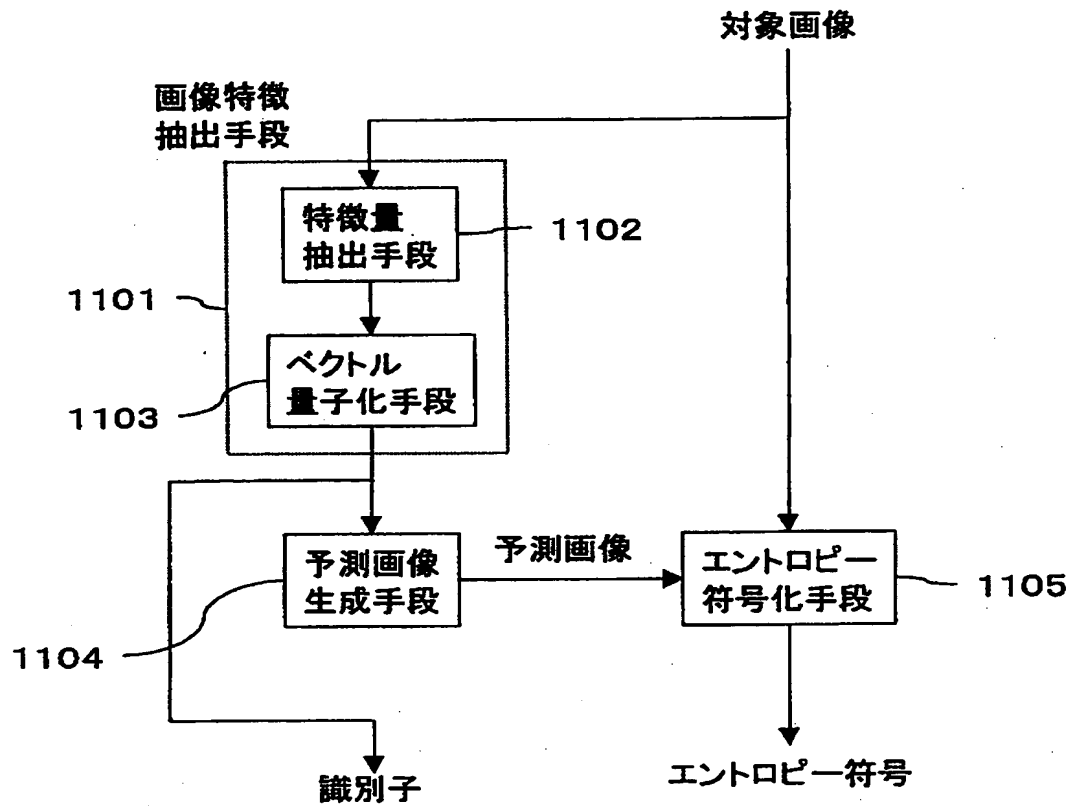 対象画像
画像特徴
抽出手段
特徴量
抽出手段
1102
1101
ベクトル
量子化手段
1103
予測画像
生成手段
予測画像
エントロピー
符号化手段
1105
1104
識別子
エントロピー符号